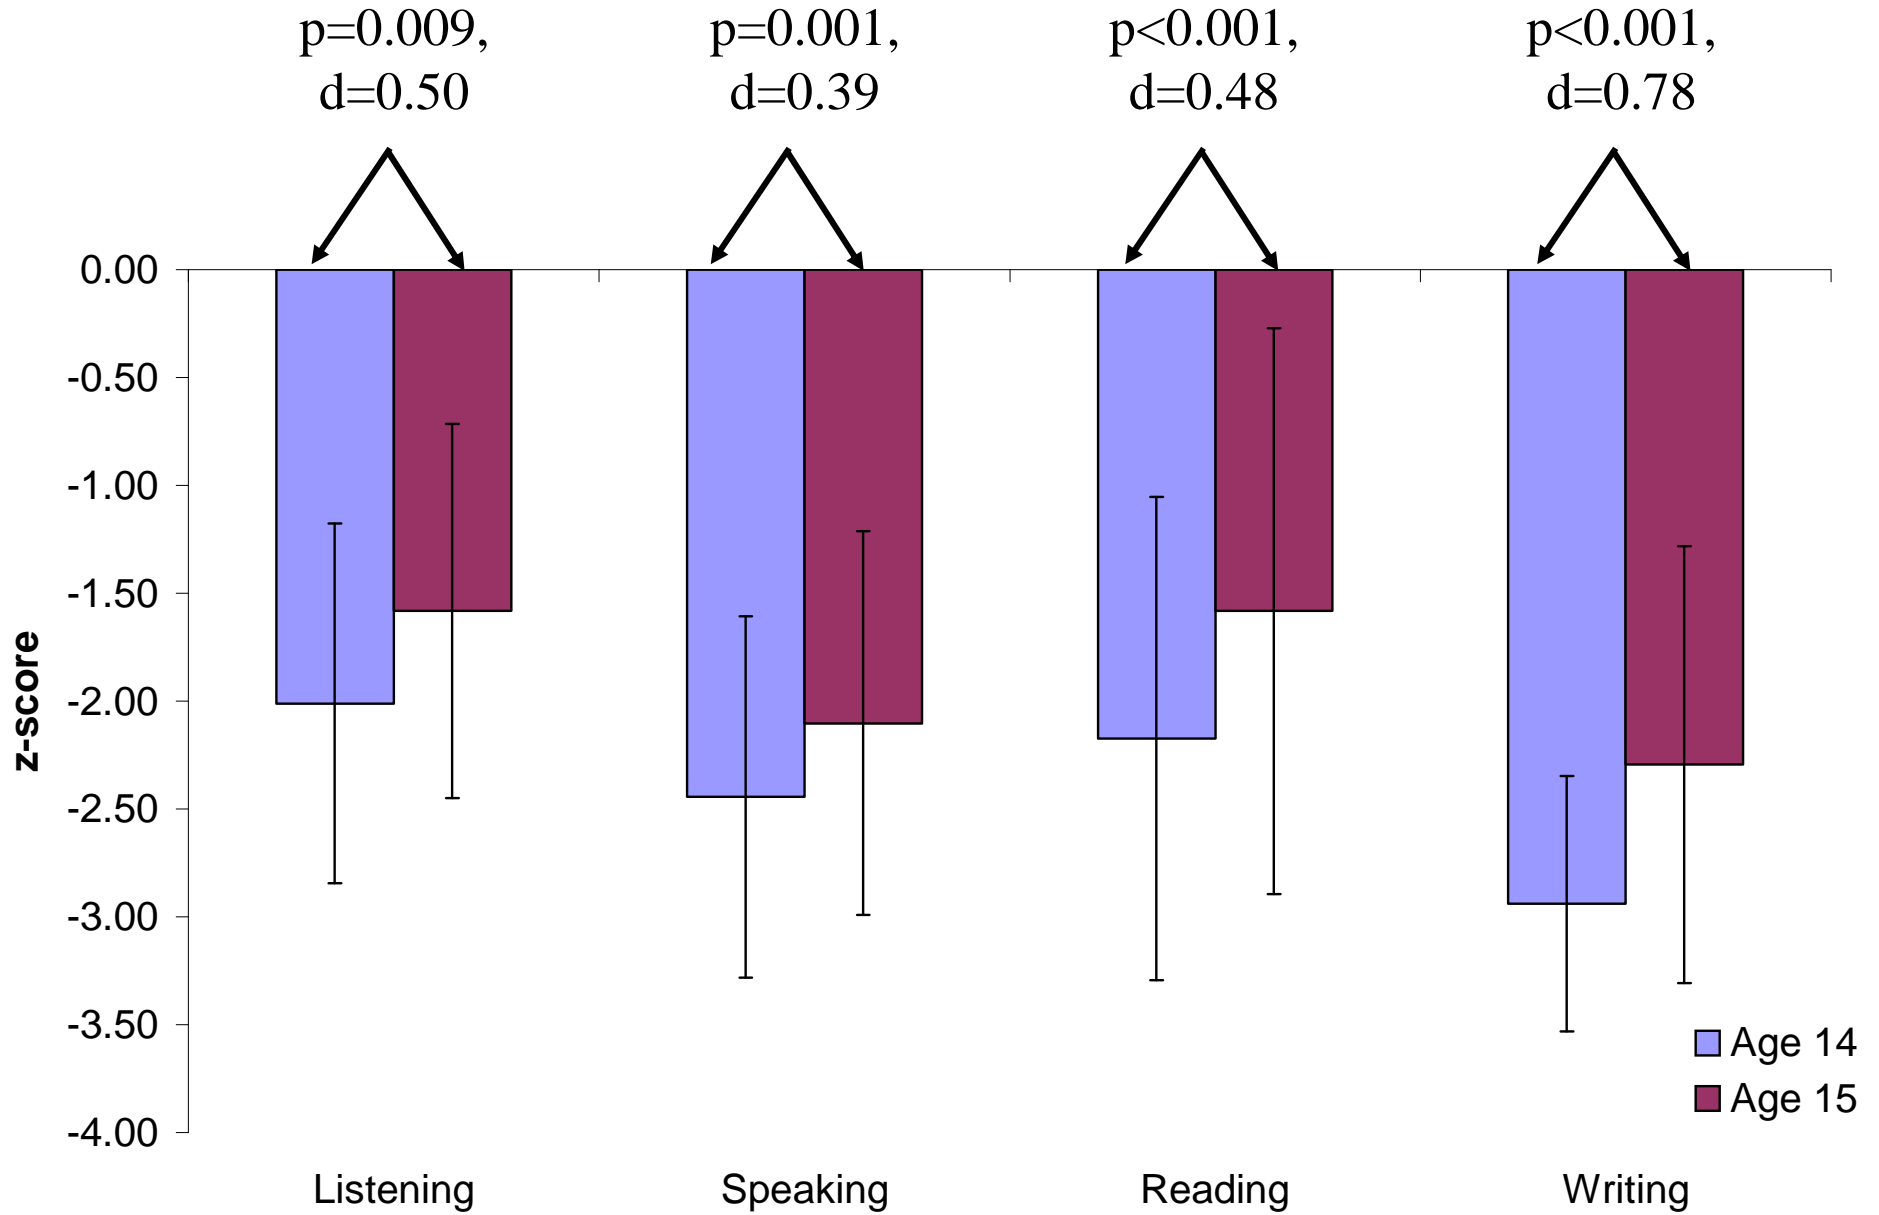 p=0.009,
d=0.50
p=0.001,
d=0.39
p<0.001,
d=0.48
p<0.001,
d=0.78
0.00
-0.50
-1.00
-1.50
-2.00
-2.50
-3.00
-3.50
-4.00
z-score
Listening
Speaking
Reading
Writing
Age 14
Age 15